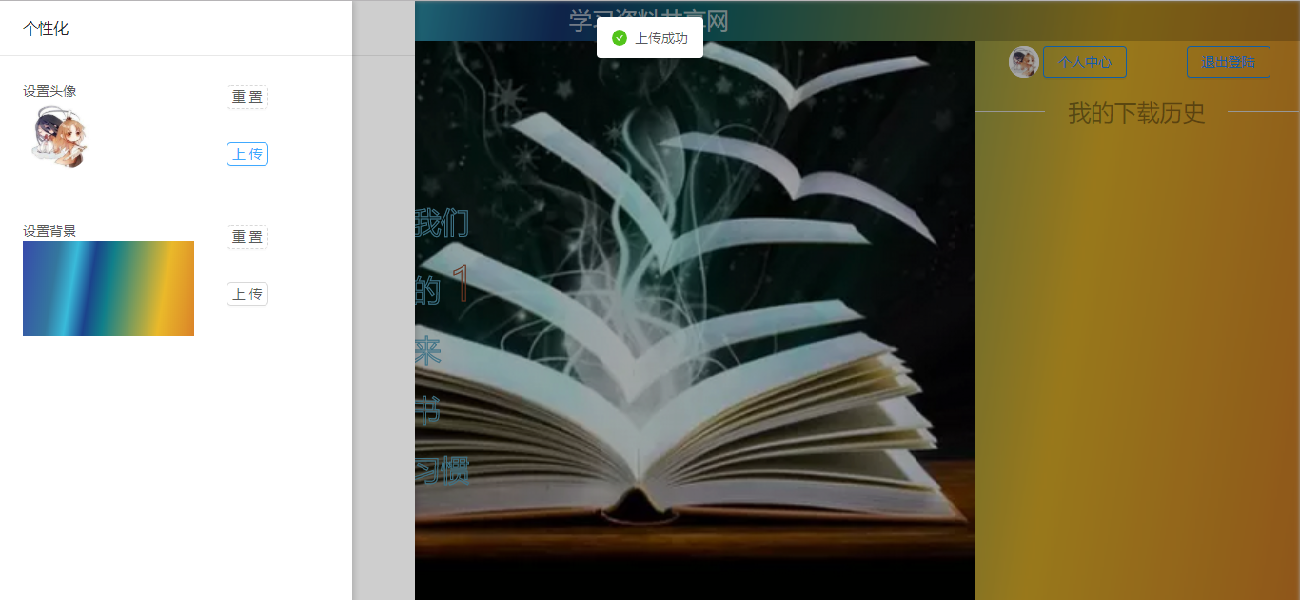 个性化
设置头像
重 置
上 传
设置背景
重 置
上 传
学习资料共享网
上传成功
个人中心
退出登陆
我的下载历史
我们
的 1
来
书
习惯